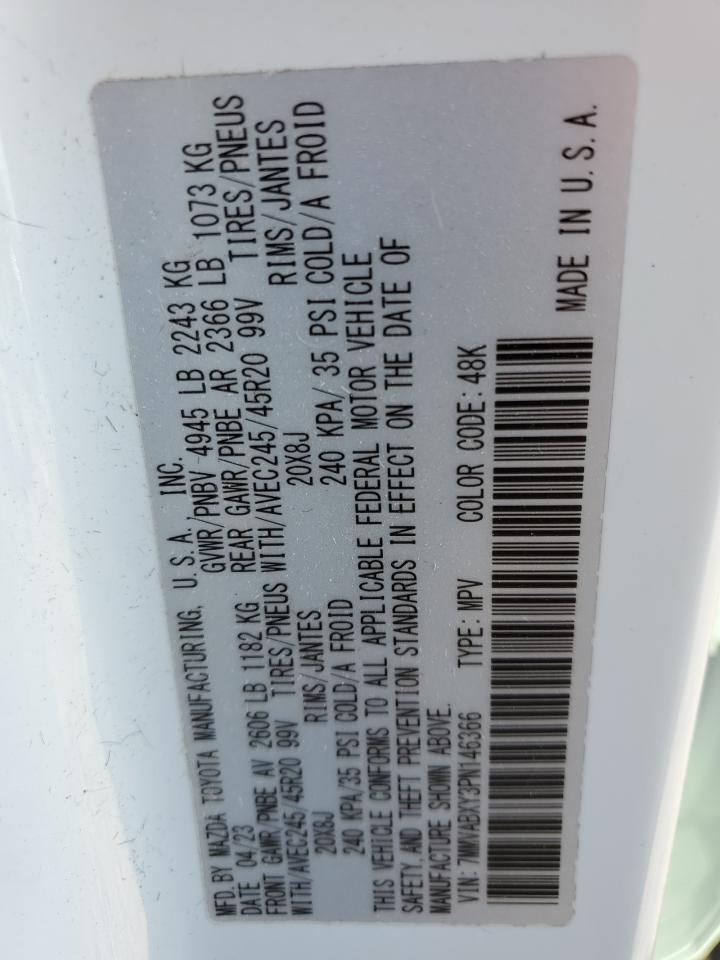 MFD. BY MAZDA TOYOTA MANUFACTURING, U.S.A. INC.
DATE 04/23 GVWR/PNBV 4945 LB 2243 KG
FRONT GAWR/PNBE AV 2606 LB 1182 KG REAR GAWR/PNBE AR 2366 LB 1073 KG
WITH/AVEC245/45R20 99V TIRES/PNEUS WITH/AVEC245/45R20 99V TIRES/PNEUS
20X8J RIMS/JANTES 20X8J RIMS/JANTES
240 KPA/35 PSI COLD/A FROID 240 KPA/ 35 PSI COLD/A FROID
THIS VEHICLE CONFORMS TO ALL APPLICABLE FEDERAL MOTOR VEHICLE
SAFETY, AND THEFT PREVENTION STANDARDS IN EFFECT ON THE DATE OF
MANUFACTURE SHOWN ABOVE.
VIN: 7MMVABXY3PN146366 TYPE: MPV COLOR CODE: 48K
MADE IN U.S.A.